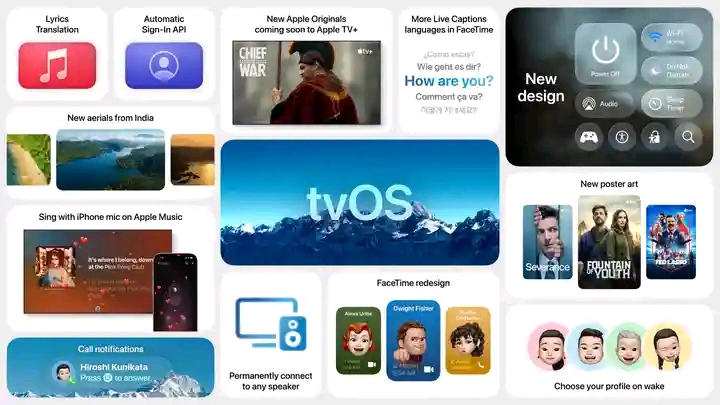 Lyrics
Translation
Automatic
Sign-In API
New Apple Originals
coming soon to Apple TV+
tv+
CHIEF
WAR
More Live Captions
languages in FaceTime
¿Cómo estás?
Wie geht es dir?
How are you?
Comment ça va?
New
design
Power Off
Wi-Fi
Home
Do Not
Disturb
Audio
Sleep
Timer
New aerials from India
tvOS
New poster art
Severance
FOUNTAIN
OF YOUTH
TED LASSO
Sing with iPhone mic on Apple Music
It's where I belong, down
at the Pink Pony Club
FaceTime redesign
Alexa Uribe
Dwight Fisher
Permanently connect
to any speaker
Call notifications
Hiroshi Kunikata
Press to answer.
Choose your profile on wake